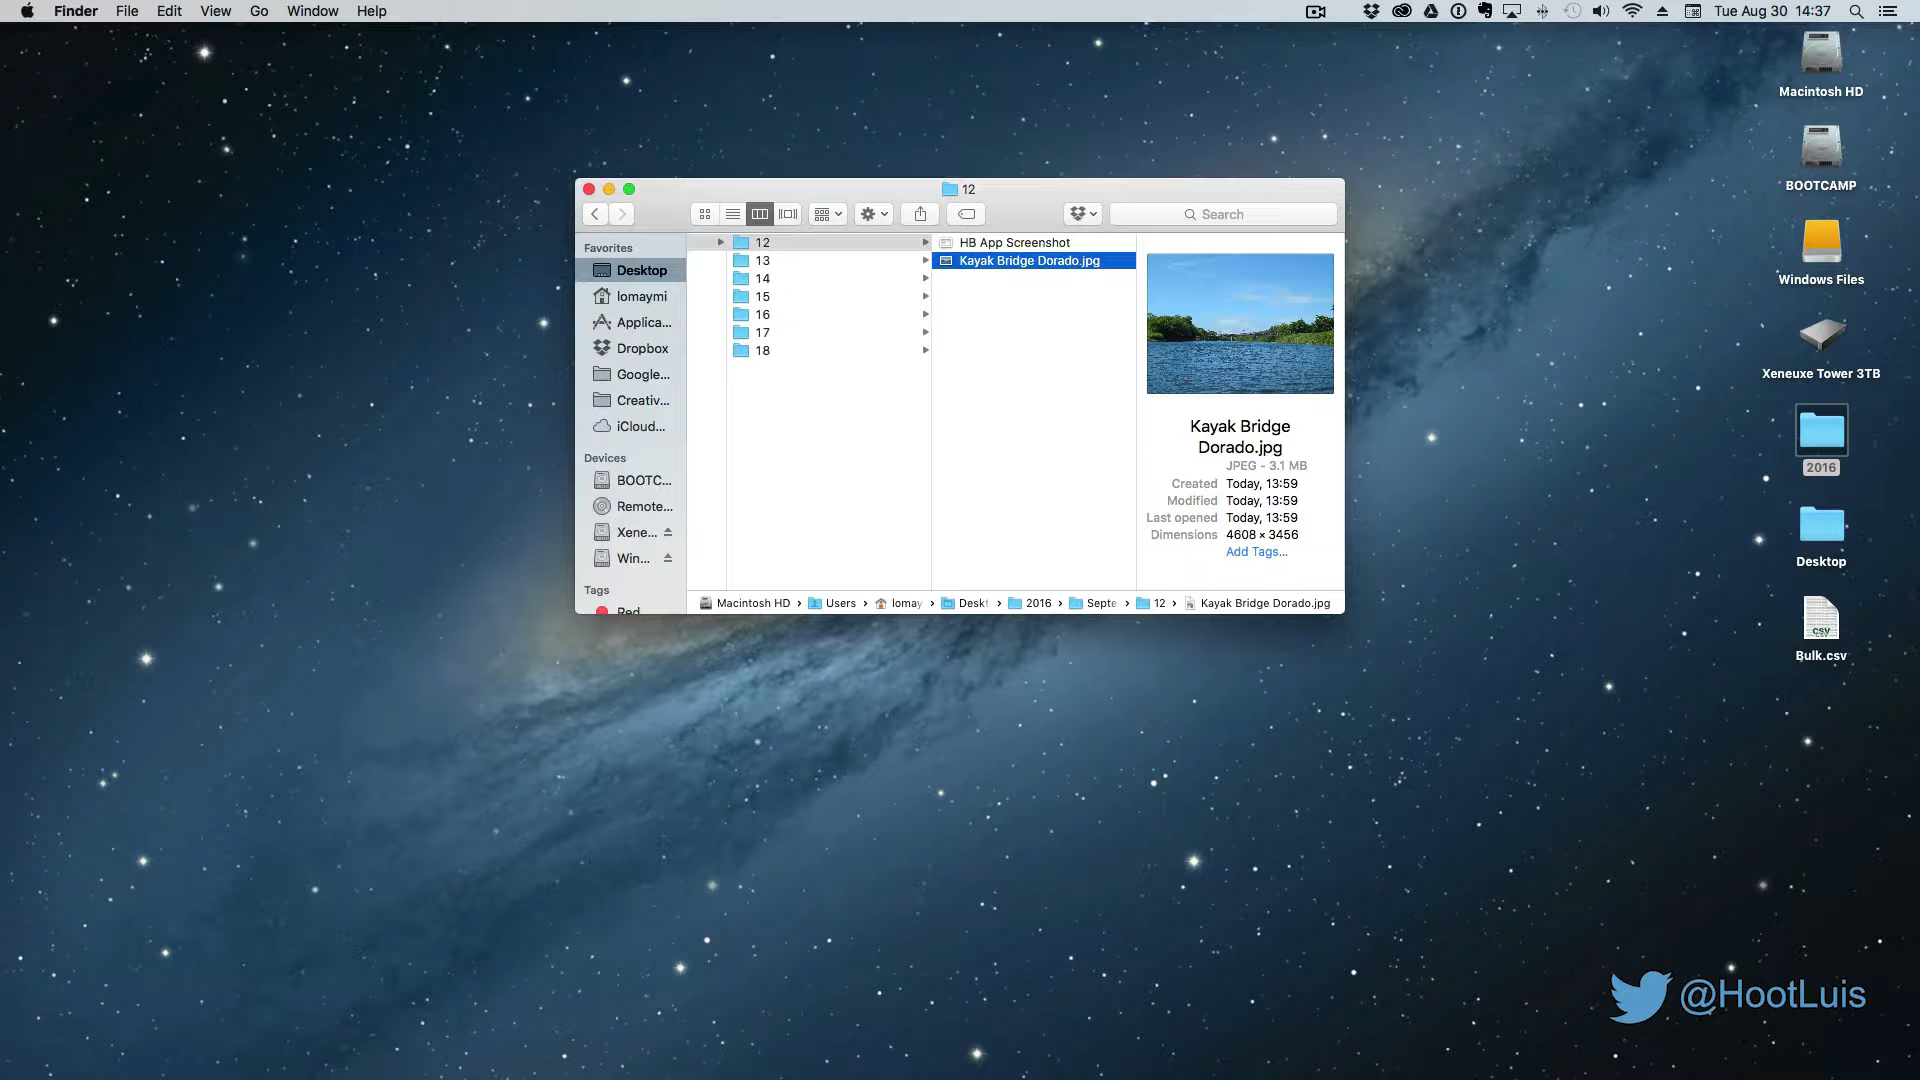 Finder File Edit View Go Window Help
Tue Aug 30 14:37
Macintosh HD
BOOTCAMP
Windows Files
Xeneuxe Tower 3TB
2016
Desktop
CSV
Bulk.csv
12
Search
Favorites
Desktop
lomaymi
Applica...
Dropbox
Google...
Creativ...
iCloud...
Devices
BOOTC...
Remote...
Xene...
Win...
Tags
Red
12
13
14
15
16
17
18
HB App Screenshot
Kayak Bridge Dorado.jpg
Kayak Bridge
Dorado.jpg
JPEG - 3.1 MB
Created Today, 13:59
Modified Today, 13:59
Last opened Today, 13:59
Dimensions 4608 × 3456
Add Tags...
Macintosh HD › Users › lomay › Deskt › 2016 › Septe › 12 › Kayak Bridge Dorado.jpg
@HootLuis